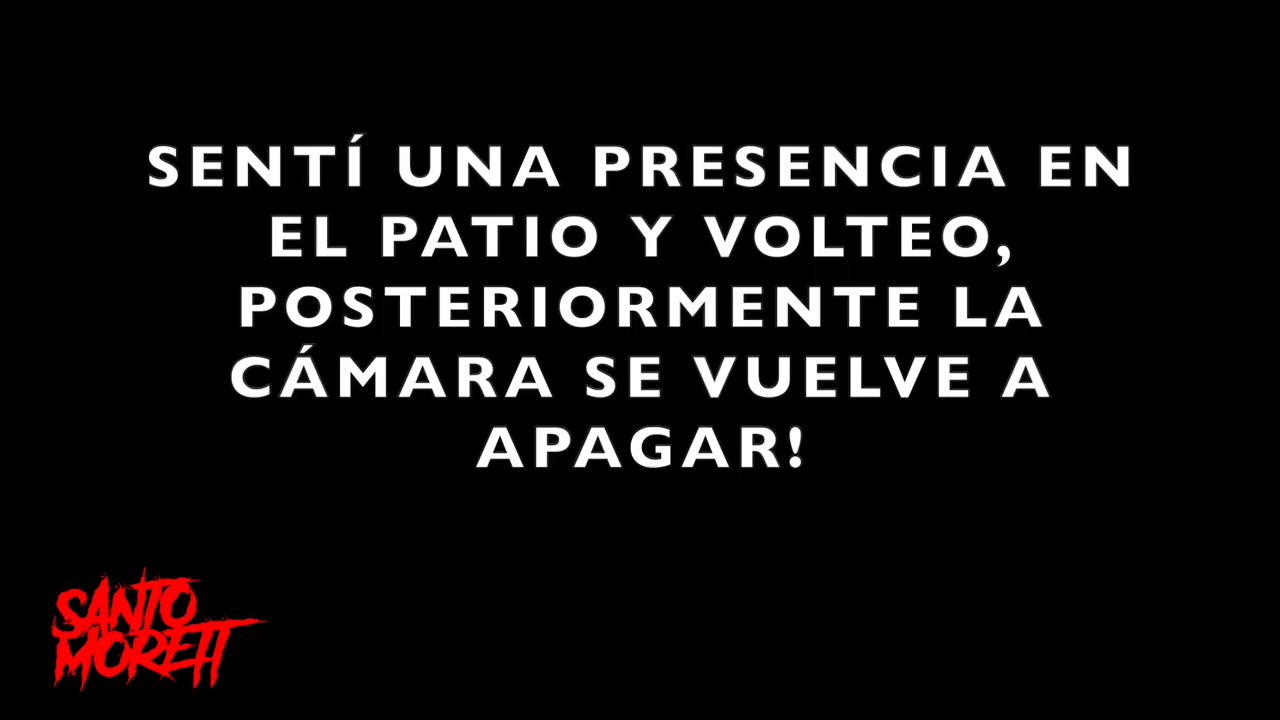 SENTÍ UNA PRESENCIA EN
EL PATIO Y VOLTEO,
POSTERIORMENTE LA
CÁMARA SE VUELVE A
APAGAR!
SANTO
MORETT